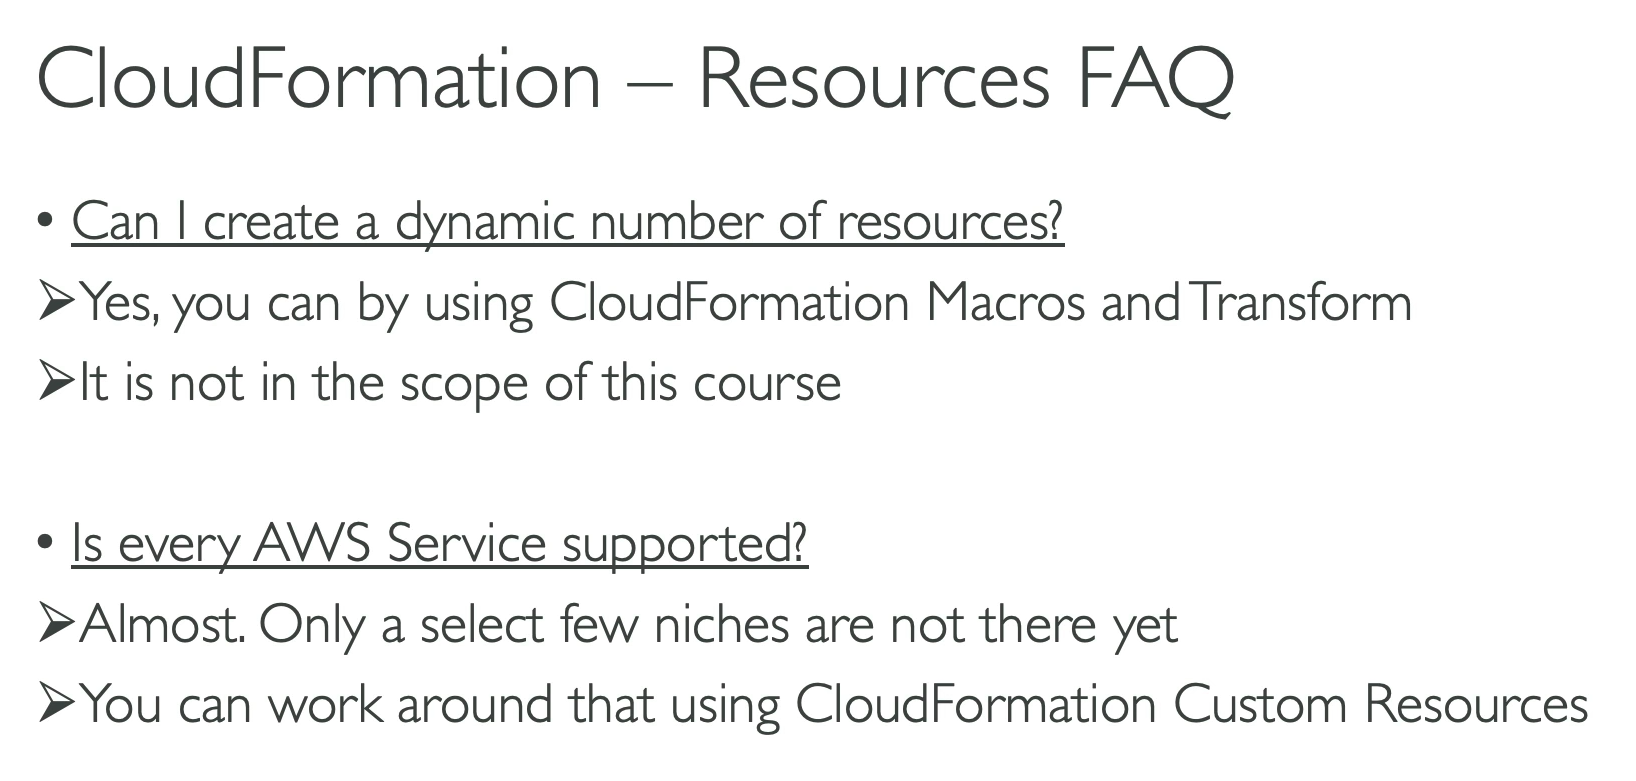 CloudFormation – Resources FAQ
• Can I create a dynamic number of resources?
➢Yes, you can by using CloudFormation Macros and Transform
➢It is not in the scope of this course
• Is every AWS Service supported?
➢Almost. Only a select few niches are not there yet
➢You can work around that using CloudFormation Custom Resources